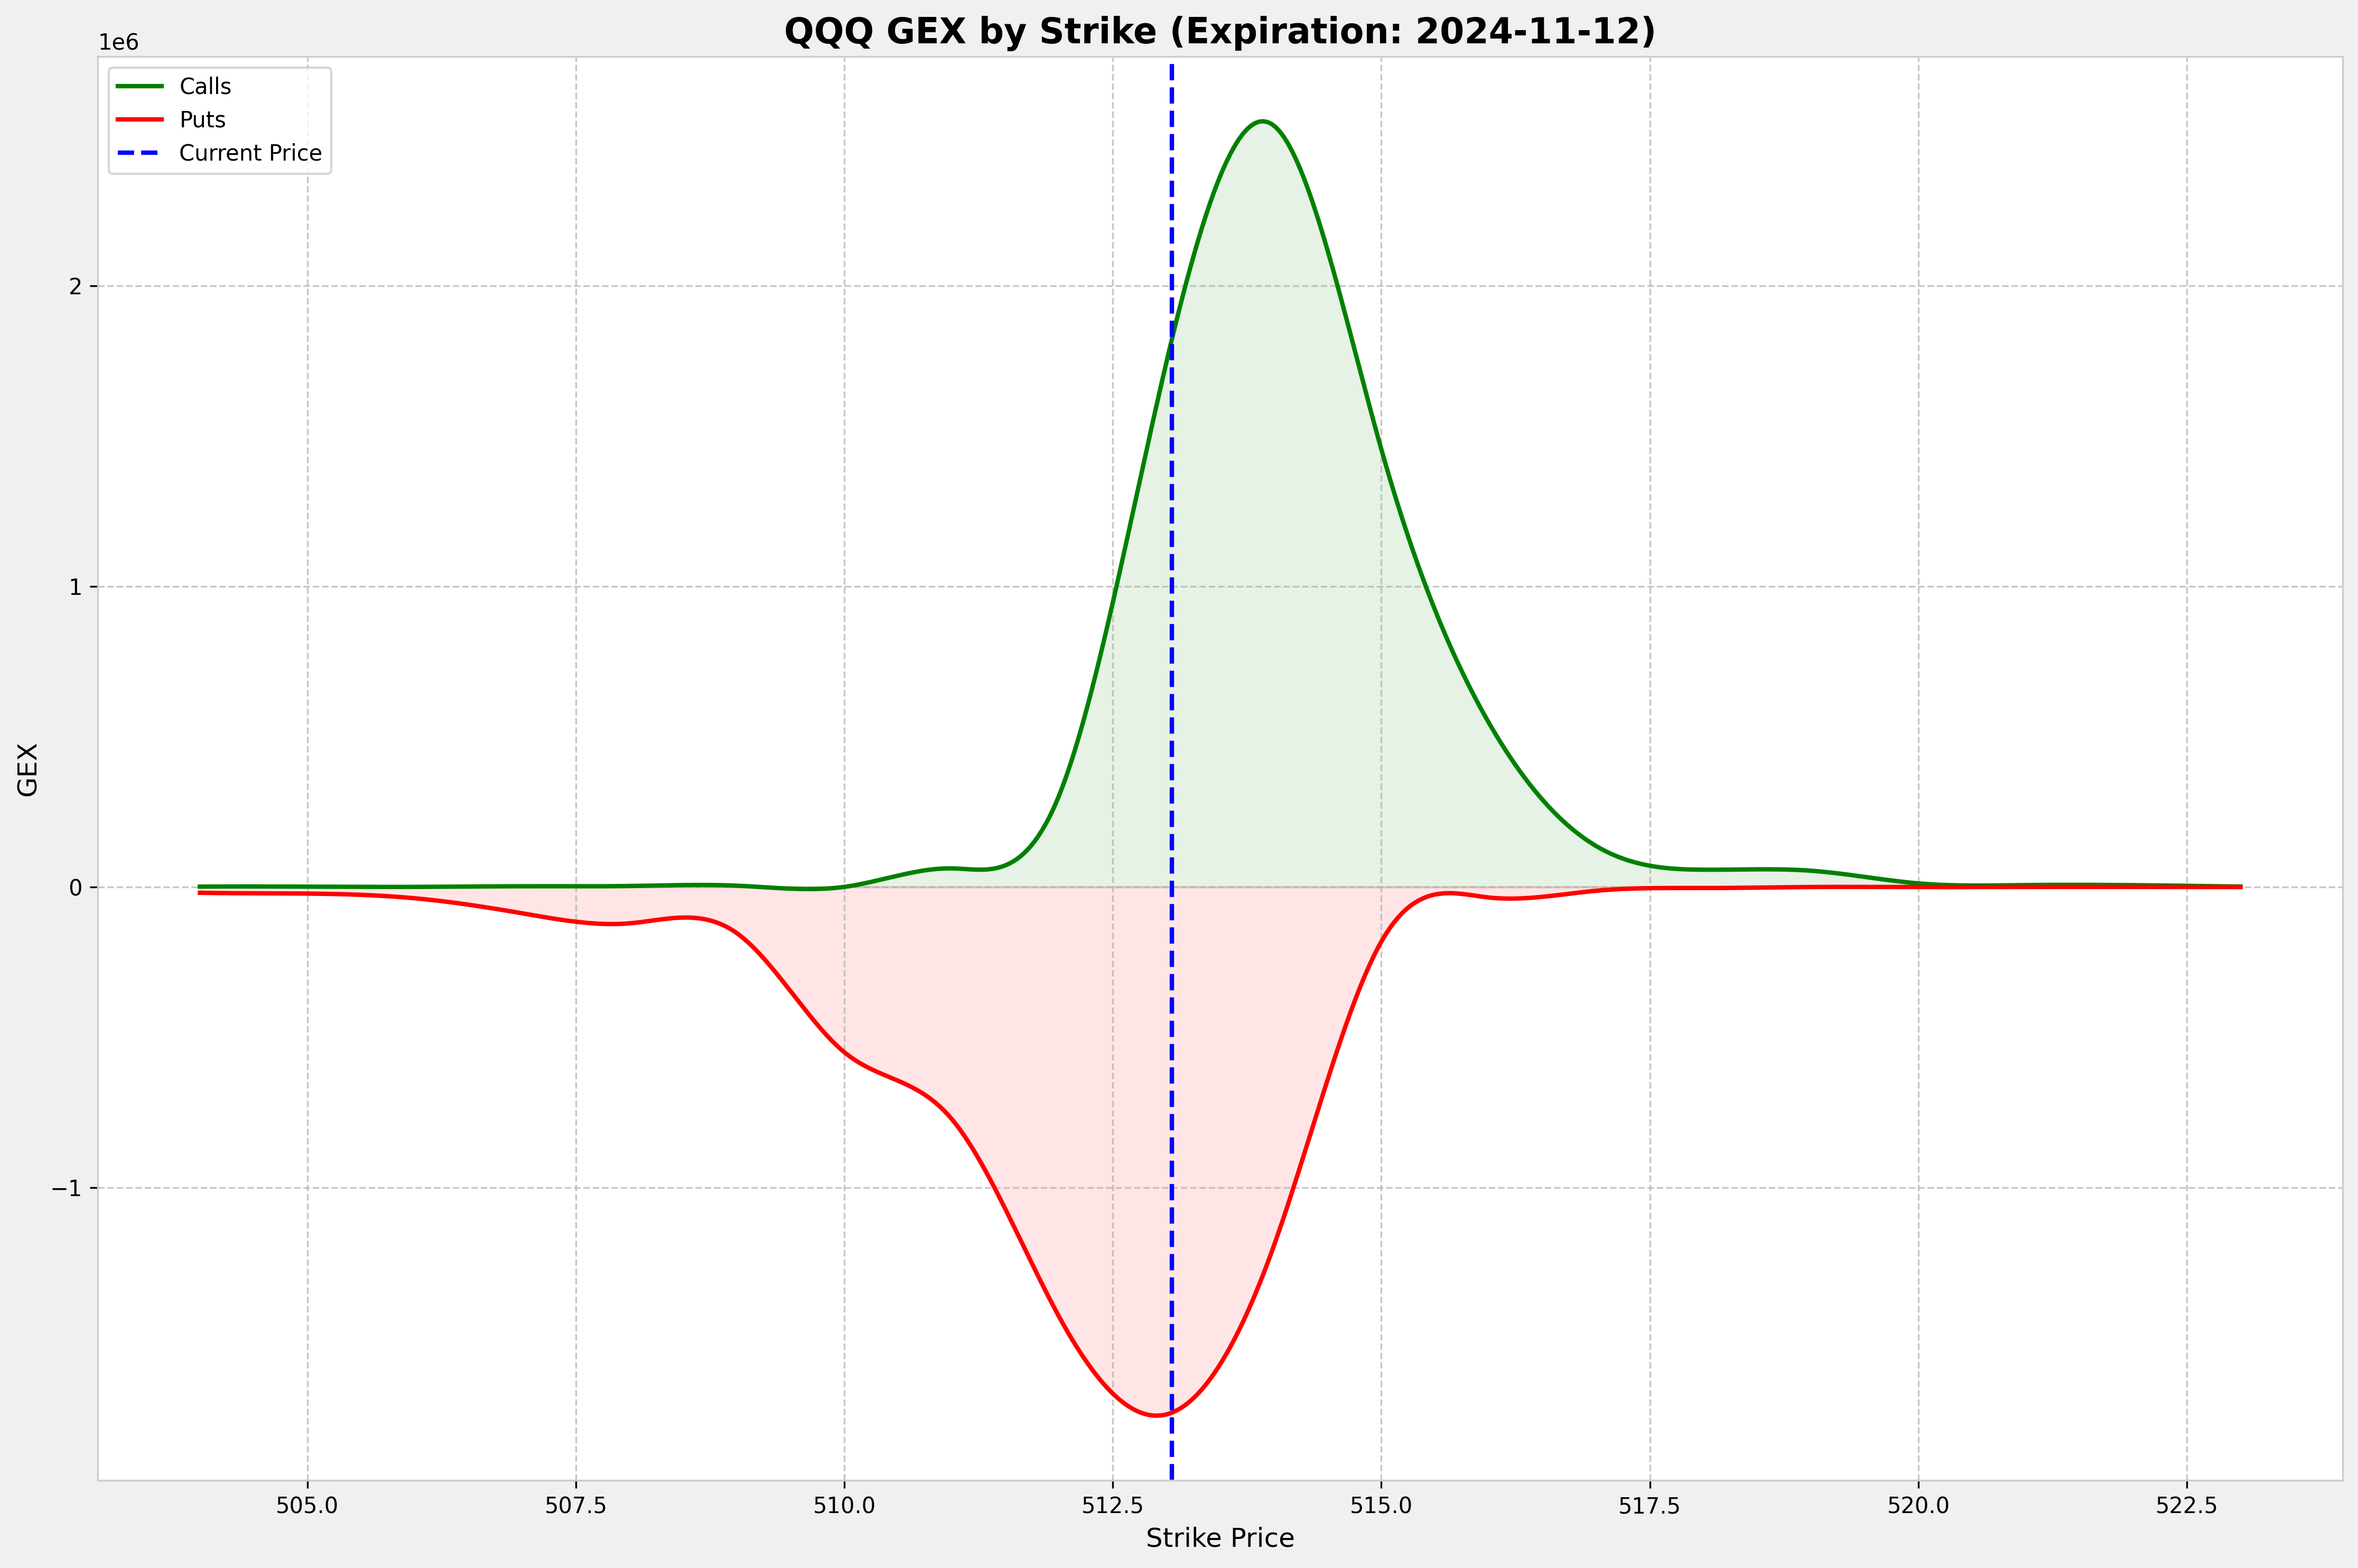 QQQ GEX by Strike (Expiration: 2024-11-12)
1e6
Calls
Puts
Current Price
2
1
0
−1
GEX
505.0 507.5 510.0 512.5 515.0 517.5 520.0 522.5
Strike Price